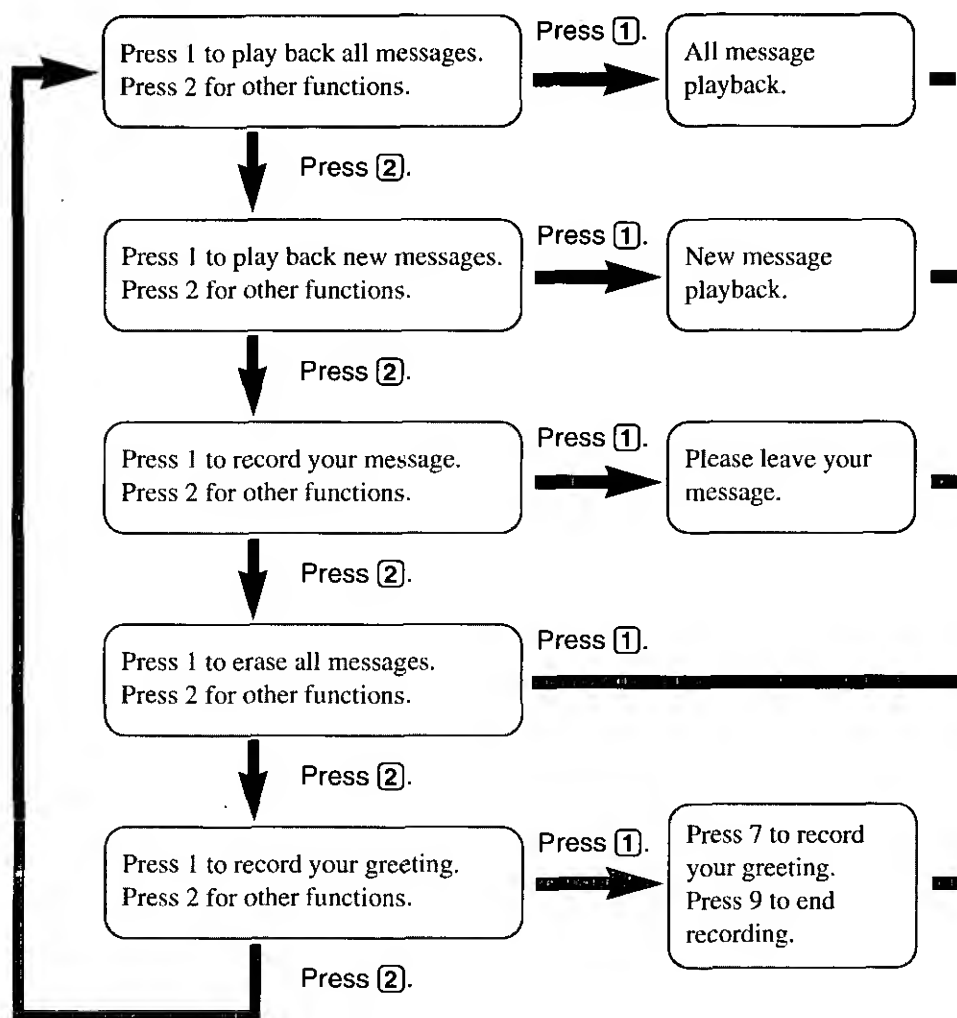 Press 1 to play back all messages.
Press 2 for other functions.
Press 1.
All message
playback.
Press 2.
Press 1 to play back new messages.
Press 2 for other functions.
Press 1.
New message
playback.
Press 2.
Press 1 to record your message.
Press 2 for other functions.
Press 1.
Please leave your
message.
Press 2.
Press 1 to erase all messages.
Press 2 for other functions.
Press 1.
Press 2.
Press 1 to record your greeting.
Press 2 for other functions.
Press 1.
Press 7 to record
your greeting.
Press 9 to end
recording.
Press 2.